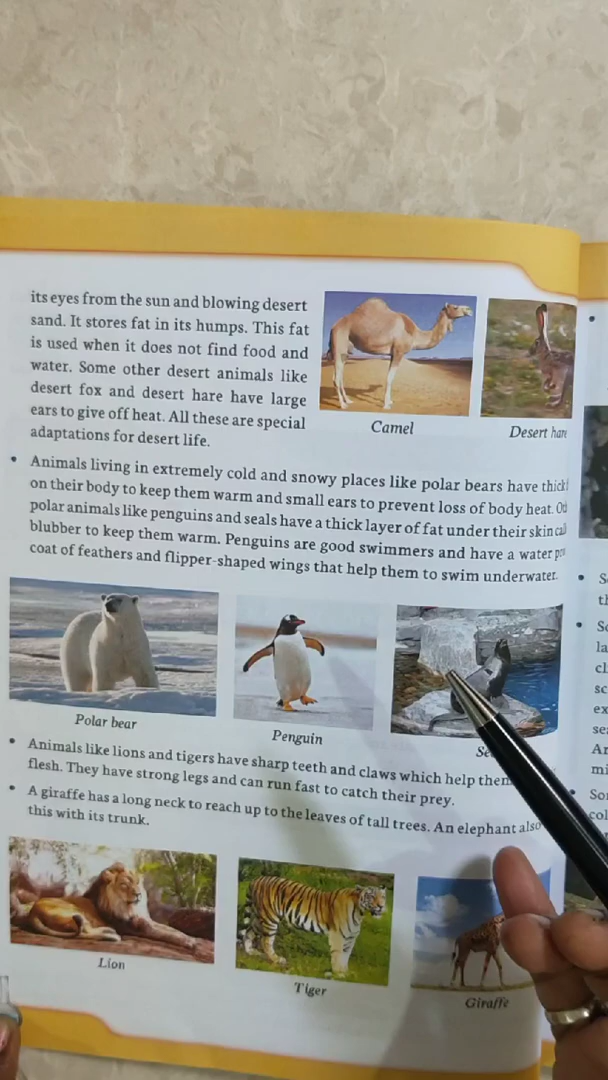 its eyes from the sun and blowing desert
sand. It stores fat in its humps. This fat
is used when it does not find food and
water. Some other desert animals like
desert fox and desert hare have large
ears to give off heat. All these are special
adaptations for desert life.
Camel
Desert hare
• Animals living in extremely cold and snowy places like polar bears have thick
on their body to keep them warm and small ears to prevent loss of body heat.
polar animals like penguins and seals have a thick layer of fat under their skin
blubber to keep them warm. Penguins are good swimmers and have a water
coat of feathers and flipper-shaped wings that help them to swim underwater.
Polar bear
Penguin
• Animals like lions and tigers have sharp teeth and claws which help them
flesh. They have strong legs and can run fast to catch their prey.
• A giraffe has a long neck to reach up to the leaves of tall trees. An elephant also
this with its trunk.
Lion
Tiger
Giraffe